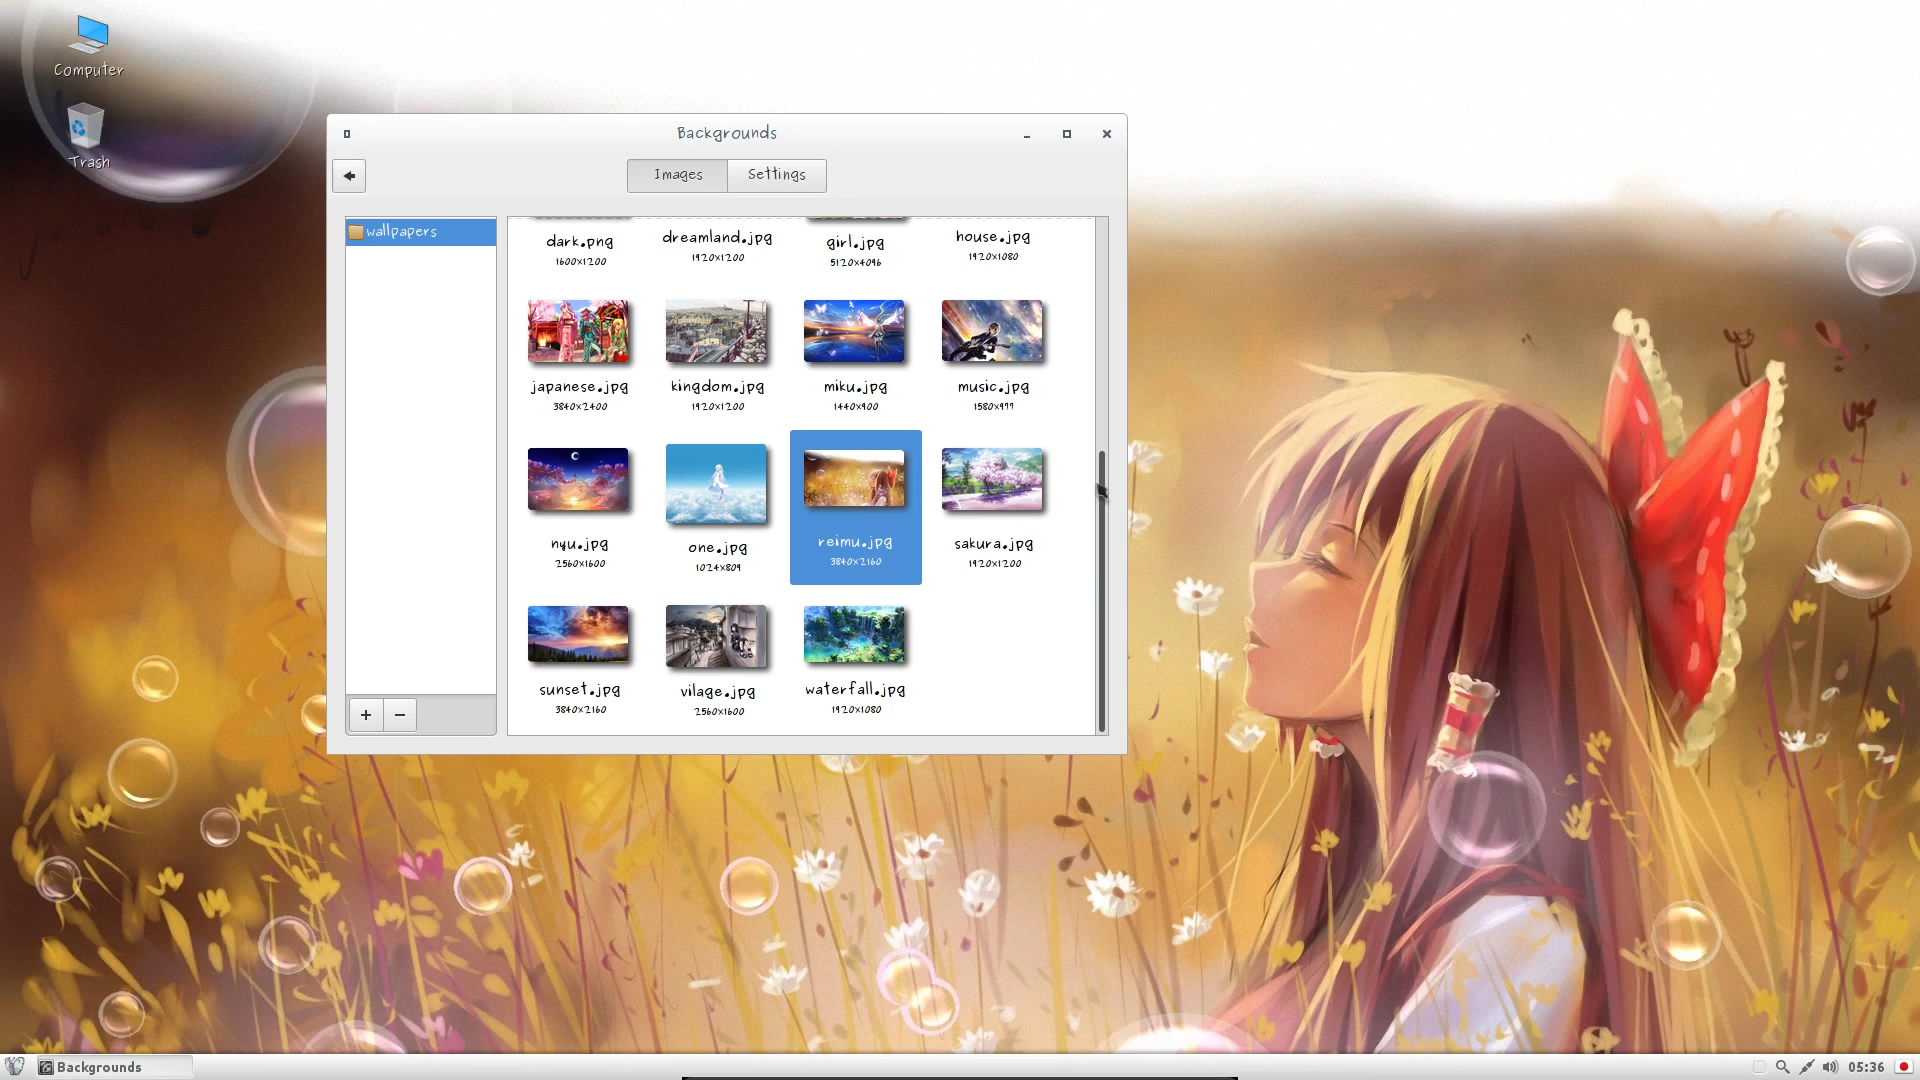 Computer
Trash
Backgrounds
Images
Settings
wallpapers
dark.png
1600x1200
dreamland.jpg
1920x1200
girl.jpg
5120x4096
house.jpg
1920x1080
japanese.jpg
3840x2400
kingdom.jpg
1920x1200
miku.jpg
1440x900
music.jpg
1580x977
nyu.jpg
2560x1600
one.jpg
1024x809
reimu.jpg
3840x2160
sakura.jpg
1920x1200
sunset.jpg
3840x2160
vilage.jpg
2560x1600
waterfall.jpg
1920x1080
Backgrounds
05:36